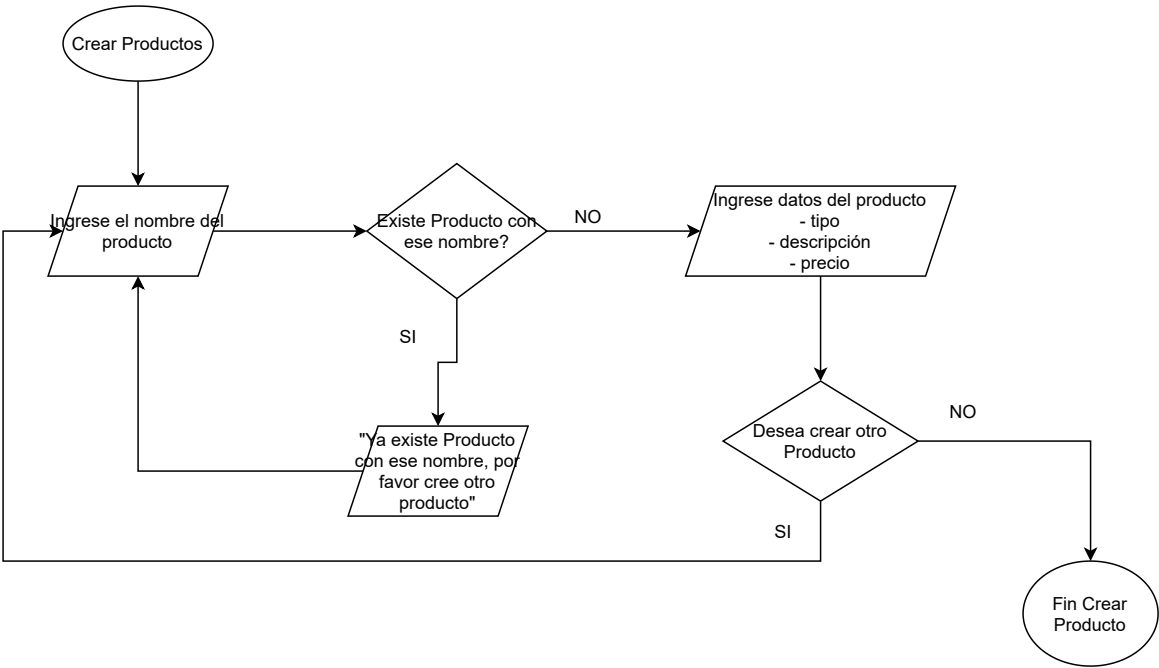 Crear Productos
Ingrese el nombre del
producto
Existe Producto con
ese nombre?
NO
Ingrese datos del producto
- tipo
- descripción
- precio
SI
"Ya existe Producto
con ese nombre, por
favor cree otro
producto"
Desea crear otro
Producto
NO
SI
Fin Crear
Producto